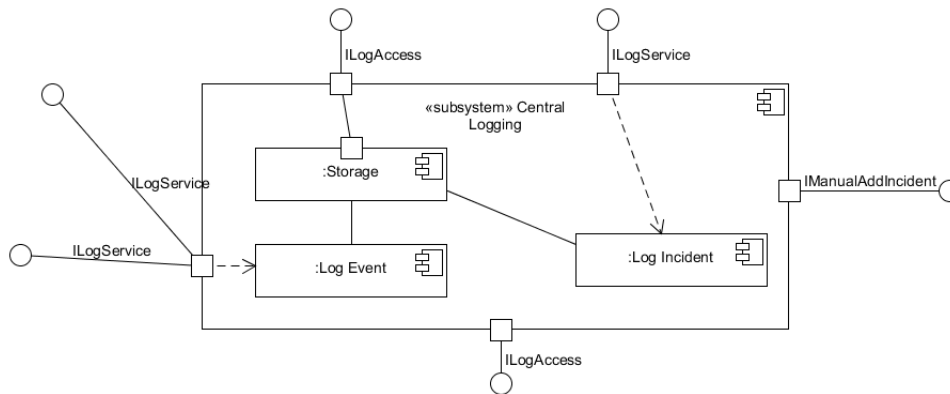 ILogAccess
ILogService
«subsystem» Central
Logging
:Storage
ILogService
IManualAddIncident
ILogService
:Log Event
:Log Incident
ILogAccess